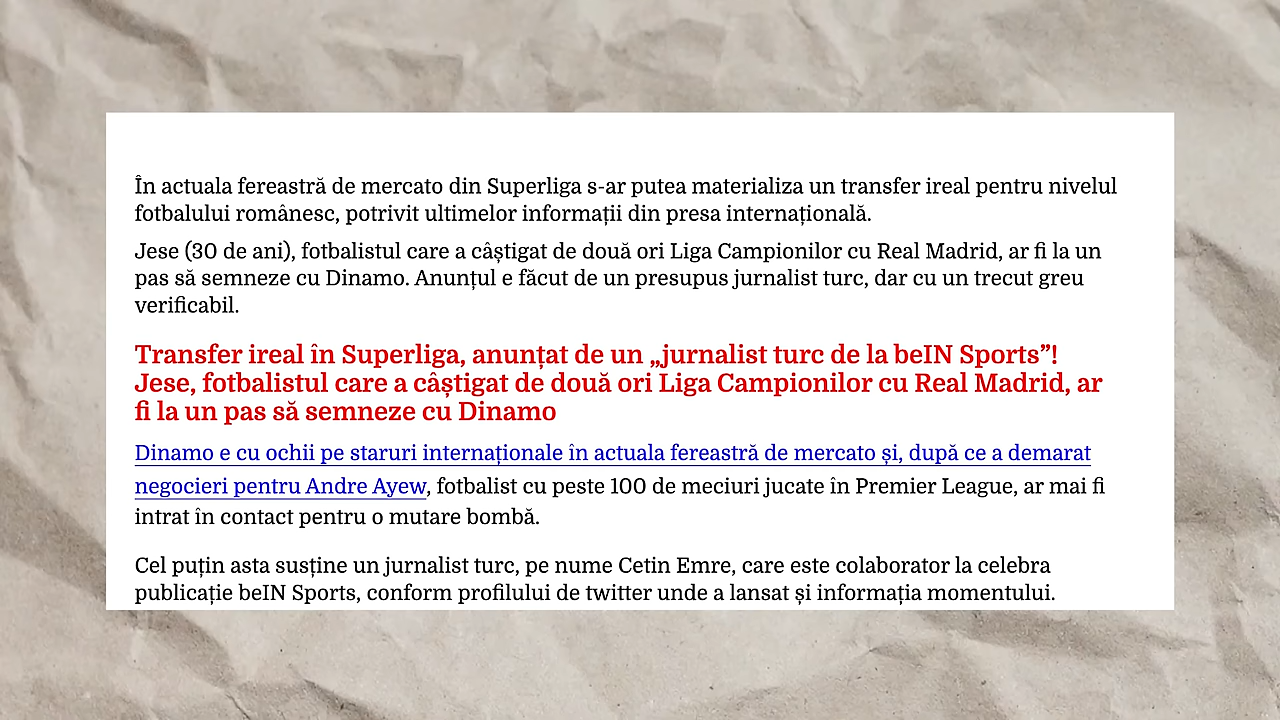 În actuala fereastră de mercato din Superliga s-ar putea materializa un transfer ireal pentru nivelul
fotbalului românesc, potrivit ultimelor informații din presa internațională.
Jese (30 de ani), fotbalistul care a câștigat de două ori Liga Campionilor cu Real Madrid, ar fi la un
pas să semneze cu Dinamo. Anunțul e făcut de un presupus jurnalist turc, dar cu un trecut greu
verificabil.
Transfer ireal în Superliga, anunțat de un „jurnalist turc de la beIN Sports”!
Jese, fotbalistul care a câștigat de două ori Liga Campionilor cu Real Madrid, ar
fi la un pas să semneze cu Dinamo
Dinamo e cu ochii pe staruri internaționale în actuala fereastră de mercato și, după ce a demarat
negocieri pentru Andre Ayew, fotbalist cu peste 100 de meciuri jucate în Premier League, ar mai fi
intrat în contact pentru o mutare bombă.
Cel puțin asta susține un jurnalist turc, pe nume Cetin Emre, care este colaborator la celebra
publicație beIN Sports, conform profilului de twitter unde a lansat și informația momentului.